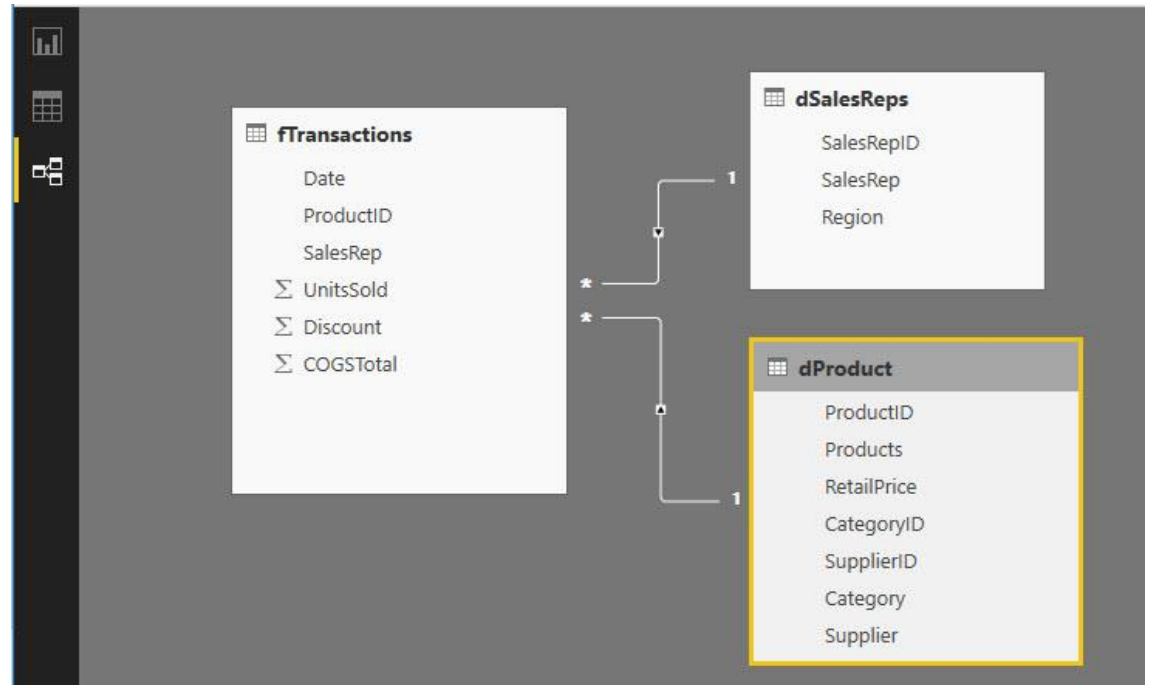 fTransactions
Date
ProductID
SalesRep
∑ UnitsSold
∑ Discount
∑ COGSTotal
1
*
*
1
dSalesReps
SalesRepID
SalesRep
Region
dProduct
ProductID
Products
RetailPrice
CategoryID
SupplierID
Category
Supplier